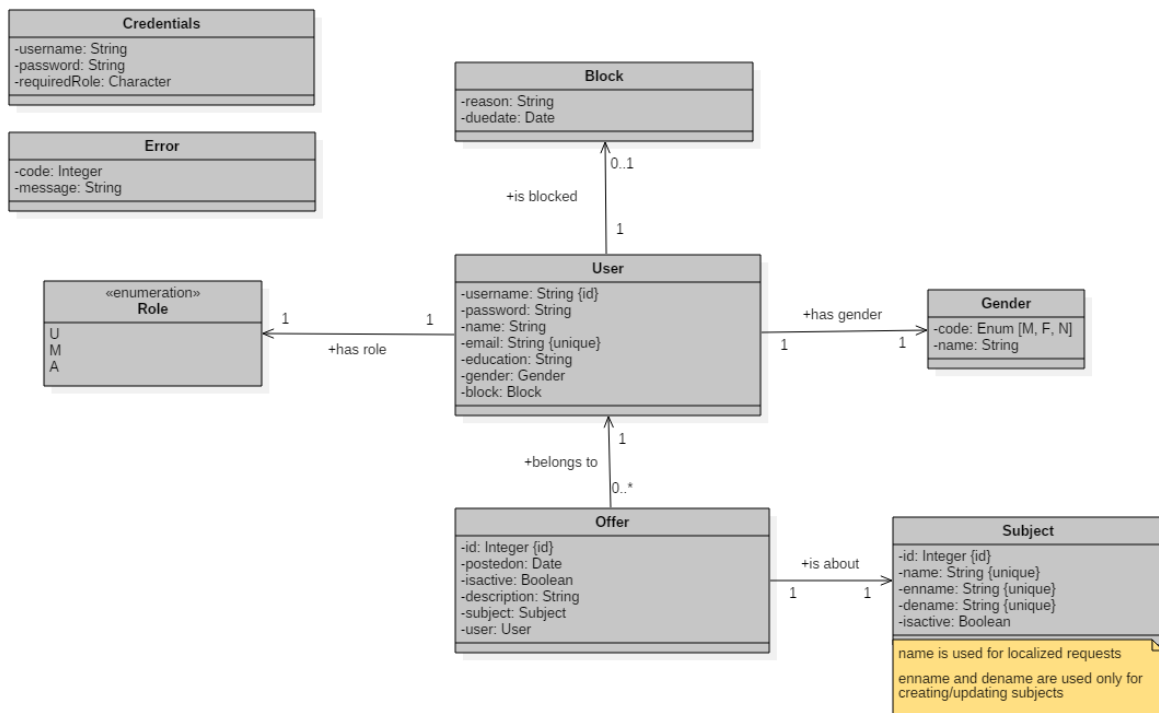 Credentials
-username: String
-password: String
-requiredRole: Character
Error
-code: Integer
-message: String
Block
-reason: String
-duedate: Date
0..1
+is blocked
1
«enumeration»
Role
U
M
A
1
1
+has role
User
-username: String {id}
-password: String
-name: String
-email: String {unique}
-education: String
-gender: Gender
-block: Block
+has gender
1
1
Gender
-code: Enum [M, F, N]
-name: String
1
+belongs to
0..*
Offer
-id: Integer {id}
-postedon: Date
-isactive: Boolean
-description: String
-subject: Subject
-user: User
+is about
1
1
Subject
-id: Integer {id}
-name: String {unique}
-enname: String {unique}
-dename: String {unique}
-isactive: Boolean
name is used for localized requests
enname and dename are used only for
creating/updating subjects